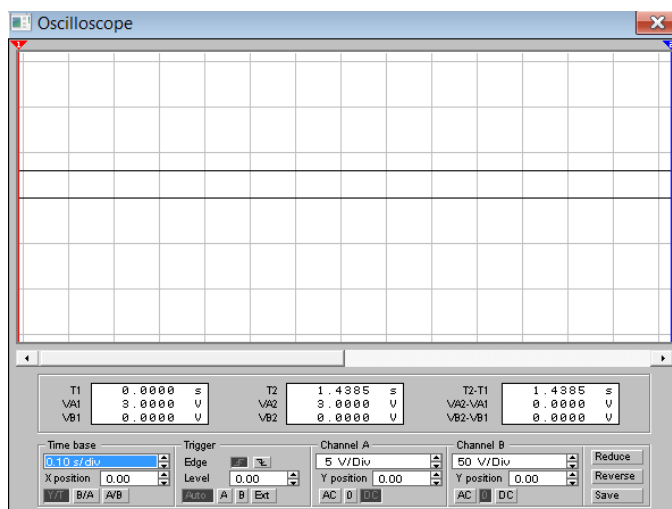 Oscilloscope
1
T1 0.0000 s T2 1.4385 s T2-T1 1.4385 s
VA1 3.0000 V VA2 3.0000 V VA2-VA1 0.0000 V
VB1 0.0000 V VB2 0.0000 V VB2-VB1 0.0000 V
Time base Trigger Channel A Channel B
0.10 s/div Edge 5 V/Div 50 V/Div Reduce
X position 0.00 Level 0.00 Y position 0.00 Y position 0.00 Reverse
Y/T B/A A/B Auto A B Ext AC 0 DC AC 0 DC Save